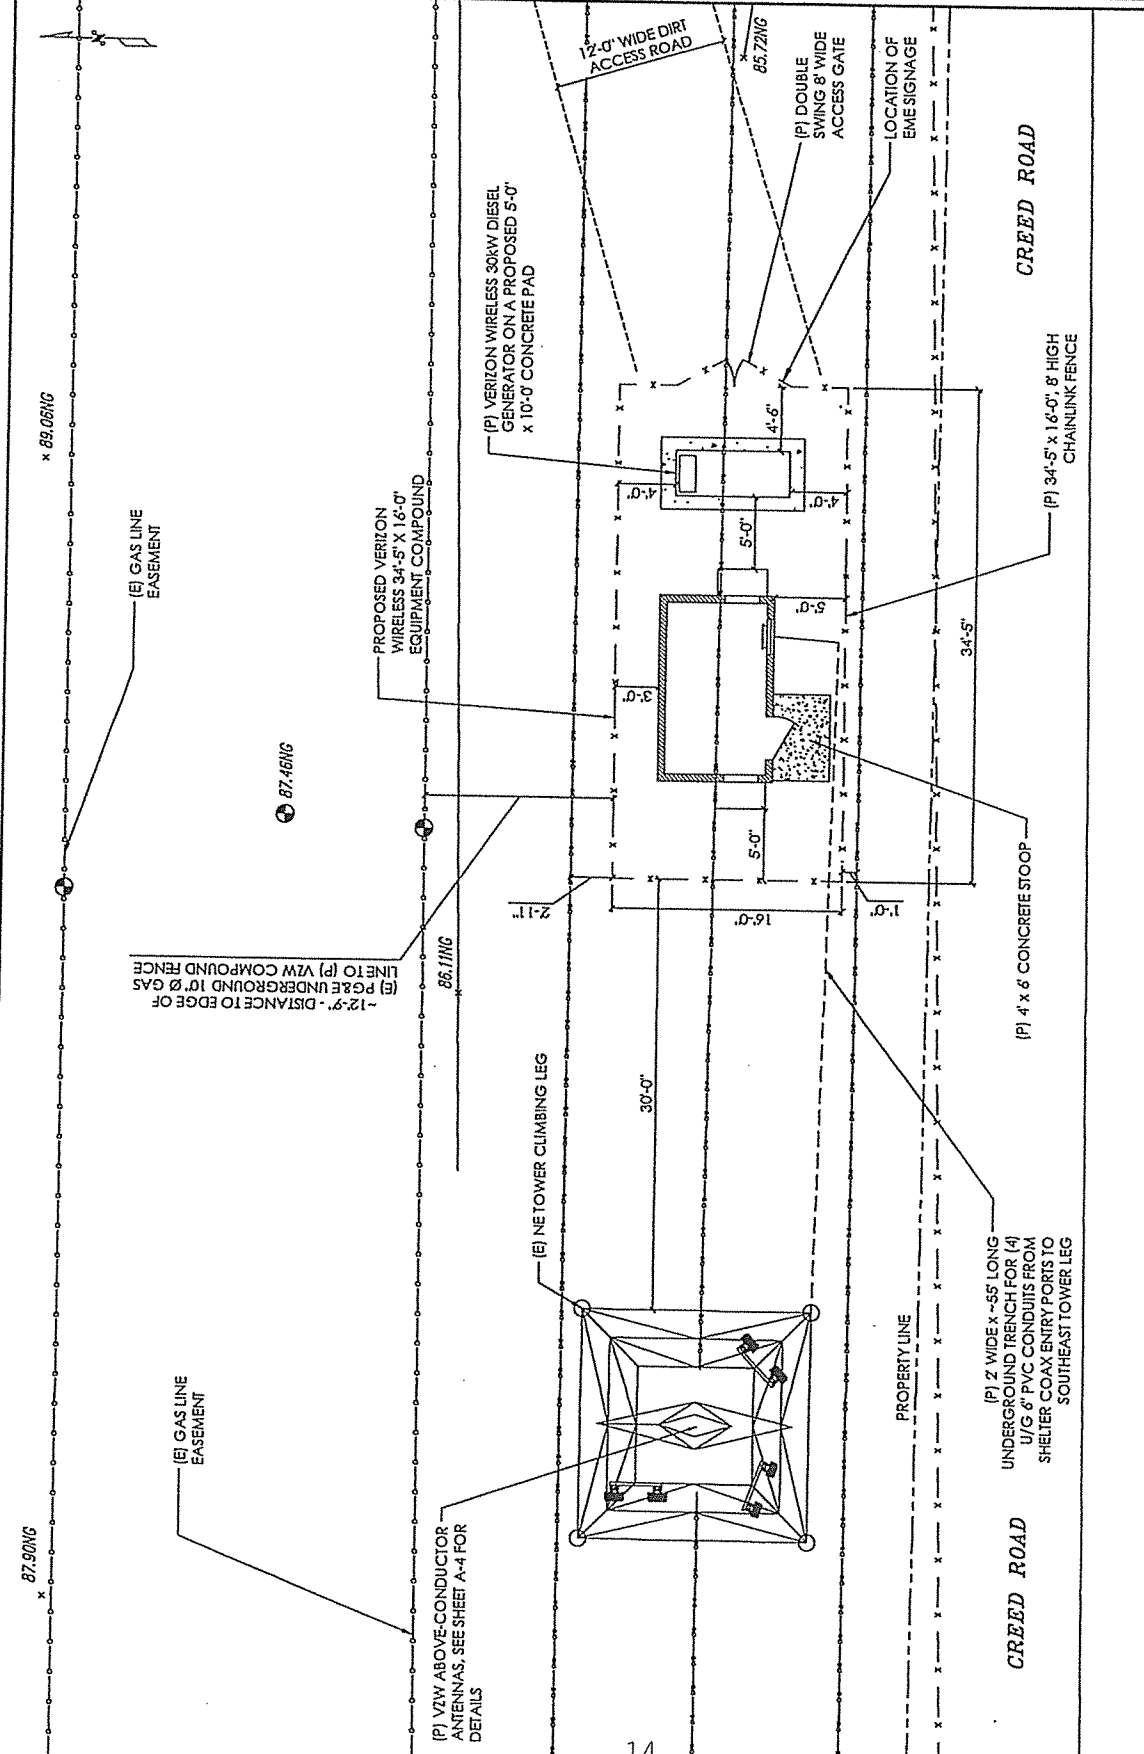 12'-0" WIDE DIRT
ACCESS ROAD
85.72NG
(P) DOUBLE
SWING 8' WIDE
ACCESS GATE
LOCATION OF
EME SIGNAGE
CREED ROAD
× 89.06NG
(E) GAS LINE
EASEMENT
(P) VERIZON WIRELESS 30kW DIESEL
GENERATOR ON A PROPOSED 5'-0"
x 10'-0' CONCRETE PAD
PROPOSED VERIZON
WIRELESS 34'-5" X 16'-0"
EQUIPMENT COMPOUND
4'-6"
4'-0"
4'-0"
5'-0"
5'-0"
3'-0"
34'-5"
(P) 34'-5" x 16'-0", 8' HIGH
CHAINLINK FENCE
87.46NG
5'-0"
2'-11"
16'-0"
1'-0"
(P) 4' x 6' CONCRETE STOOP
~12'-9" - DISTANCE TO EDGE OF
(E) PG&E UNDERGROUND 10" Ø GAS
LINE TO (P) VZW COMPOUND FENCE
86.11NG
30'-0"
(E) NE TOWER CLIMBING LEG
(P) 2' WIDE x ~55' LONG
UNDERGROUND TRENCH FOR (4)
U/G 6" PVC CONDUITS FROM
SHELTER COAX ENTRY PORTS TO
SOUTHEAST TOWER LEG
PROPERTY LINE
(E) GAS LINE
EASEMENT
87.90NG
(P) VZW ABOVE-CONDUCTOR
ANTENNAS, SEE SHEET A-4 FOR
DETAILS
CREED ROAD
14